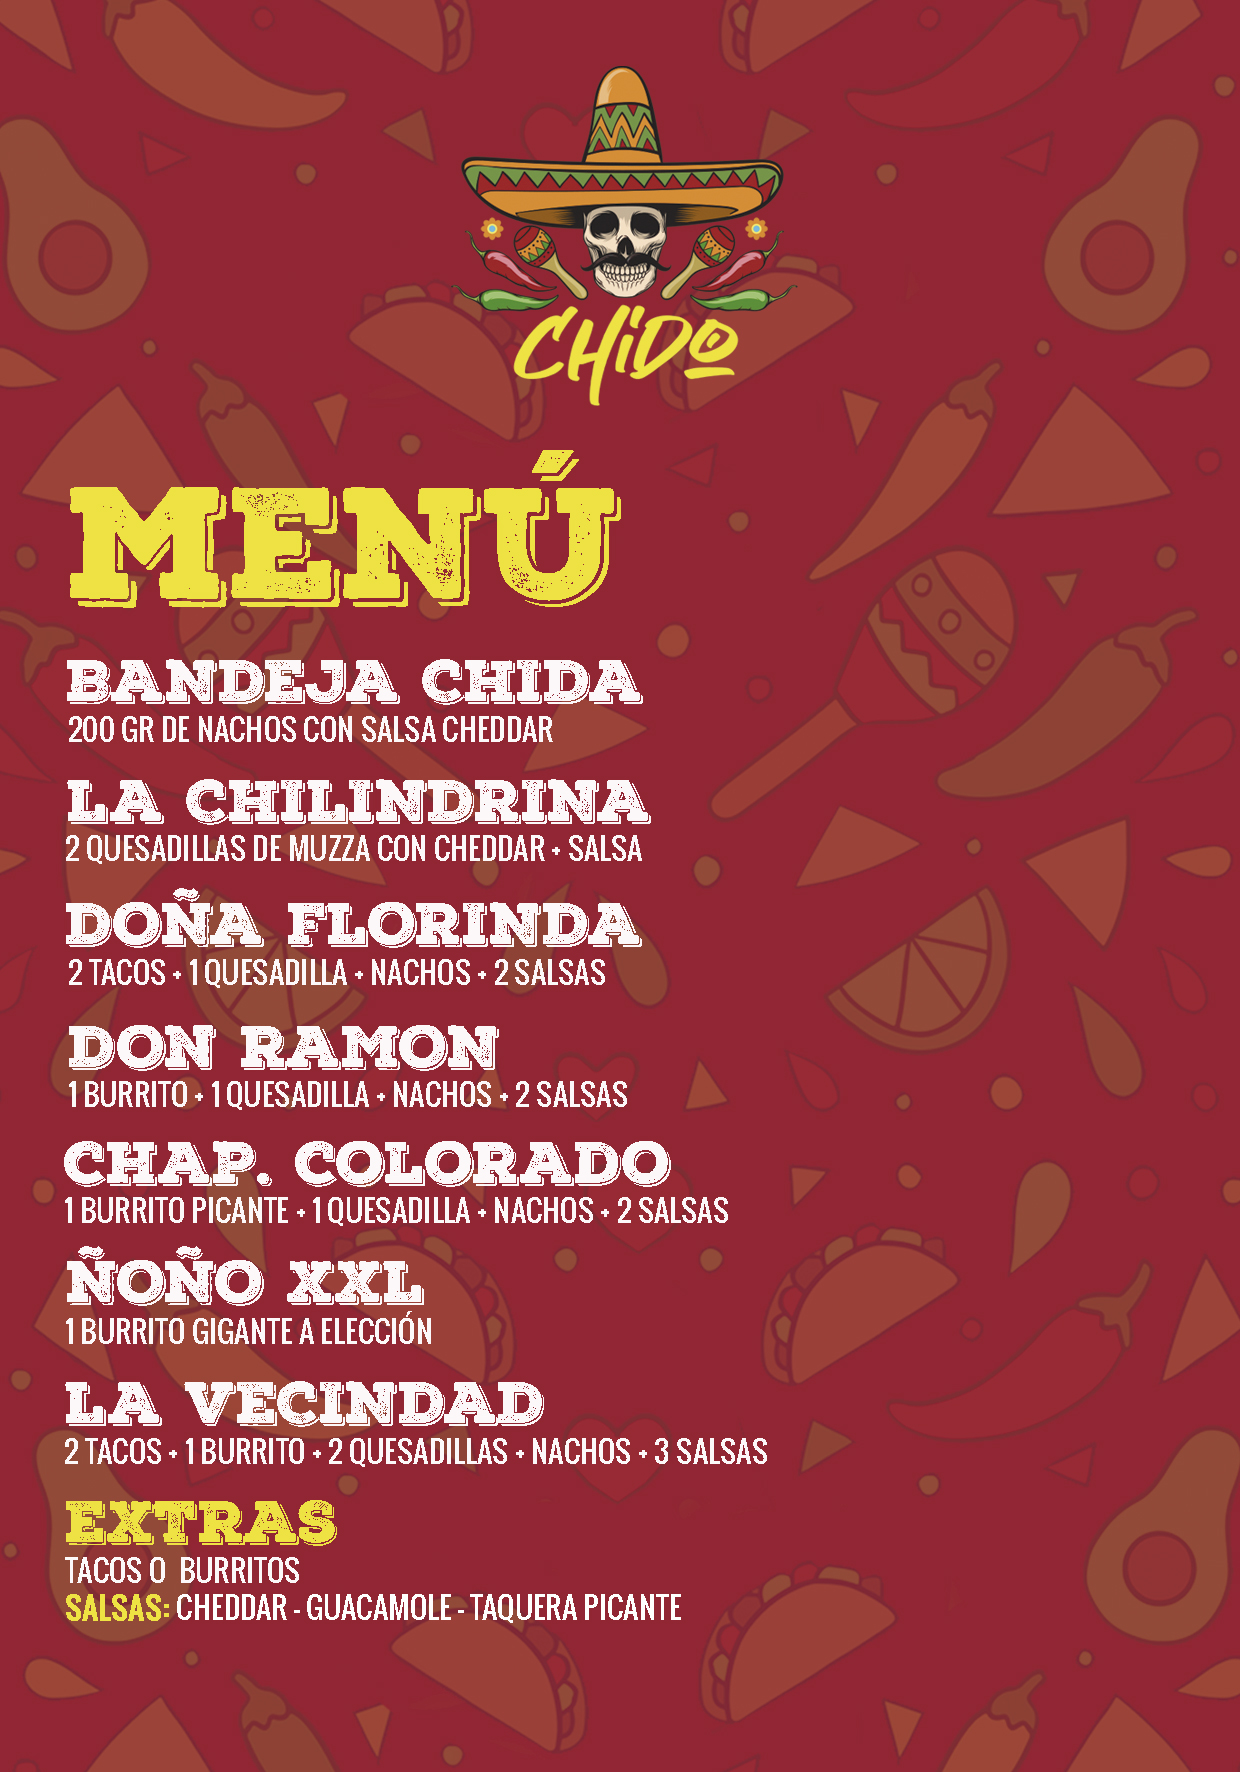 CHIDO
MENÚ
BANDEJA CHIDA
200 GR DE NACHOS CON SALSA CHEDDAR
LA CHILINDRINA
2 QUESADILLAS DE MUZZA CON CHEDDAR + SALSA
DOÑA FLORINDA
2 TACOS + 1 QUESADILLA + NACHOS + 2 SALSAS
DON RAMON
1 BURRITO + 1 QUESADILLA + NACHOS + 2 SALSAS
CHAP. COLORADO
1 BURRITO PICANTE + 1 QUESADILLA + NACHOS + 2 SALSAS
ÑOÑO XXL
1 BURRITO GIGANTE A ELECCIÓN
LA VECINDAD
2 TACOS + 1 BURRITO + 2 QUESADILLAS + NACHOS + 3 SALSAS
EXTRAS
TACOS O BURRITOS
SALSAS: CHEDDAR - GUACAMOLE - TAQUERA PICANTE